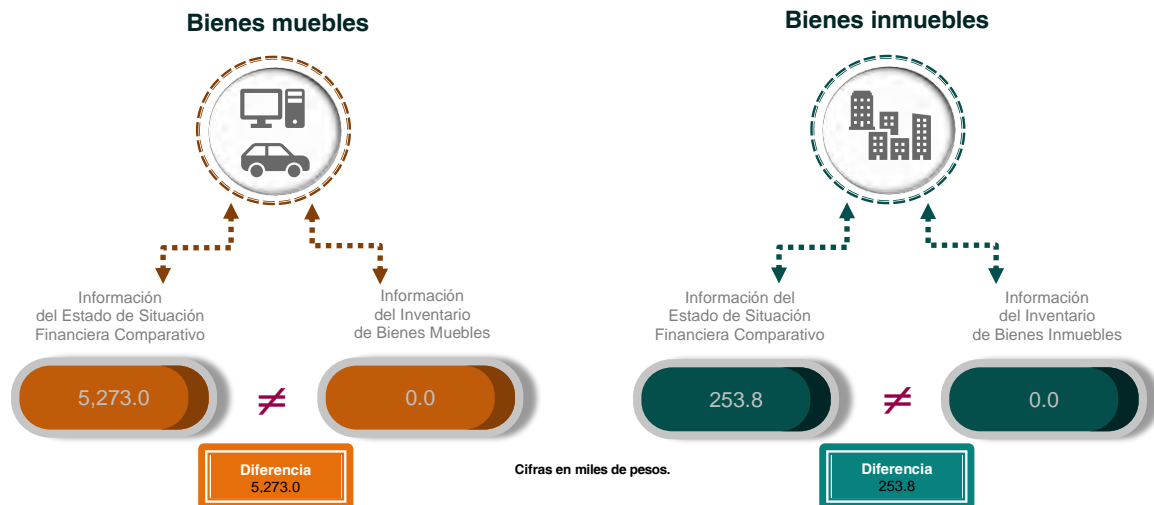 Bienes muebles
Información
del Estado de Situación
Financiera Comparativo
Información
del Inventario
de Bienes Muebles
5,273.0
≠
0.0
Diferencia
5,273.0
Cifras en miles de pesos.
Bienes inmuebles
Información del
Estado de Situación
Financiera Comparativo
Información
del Inventario
de Bienes Inmuebles
253.8
≠
0.0
Diferencia
253.8